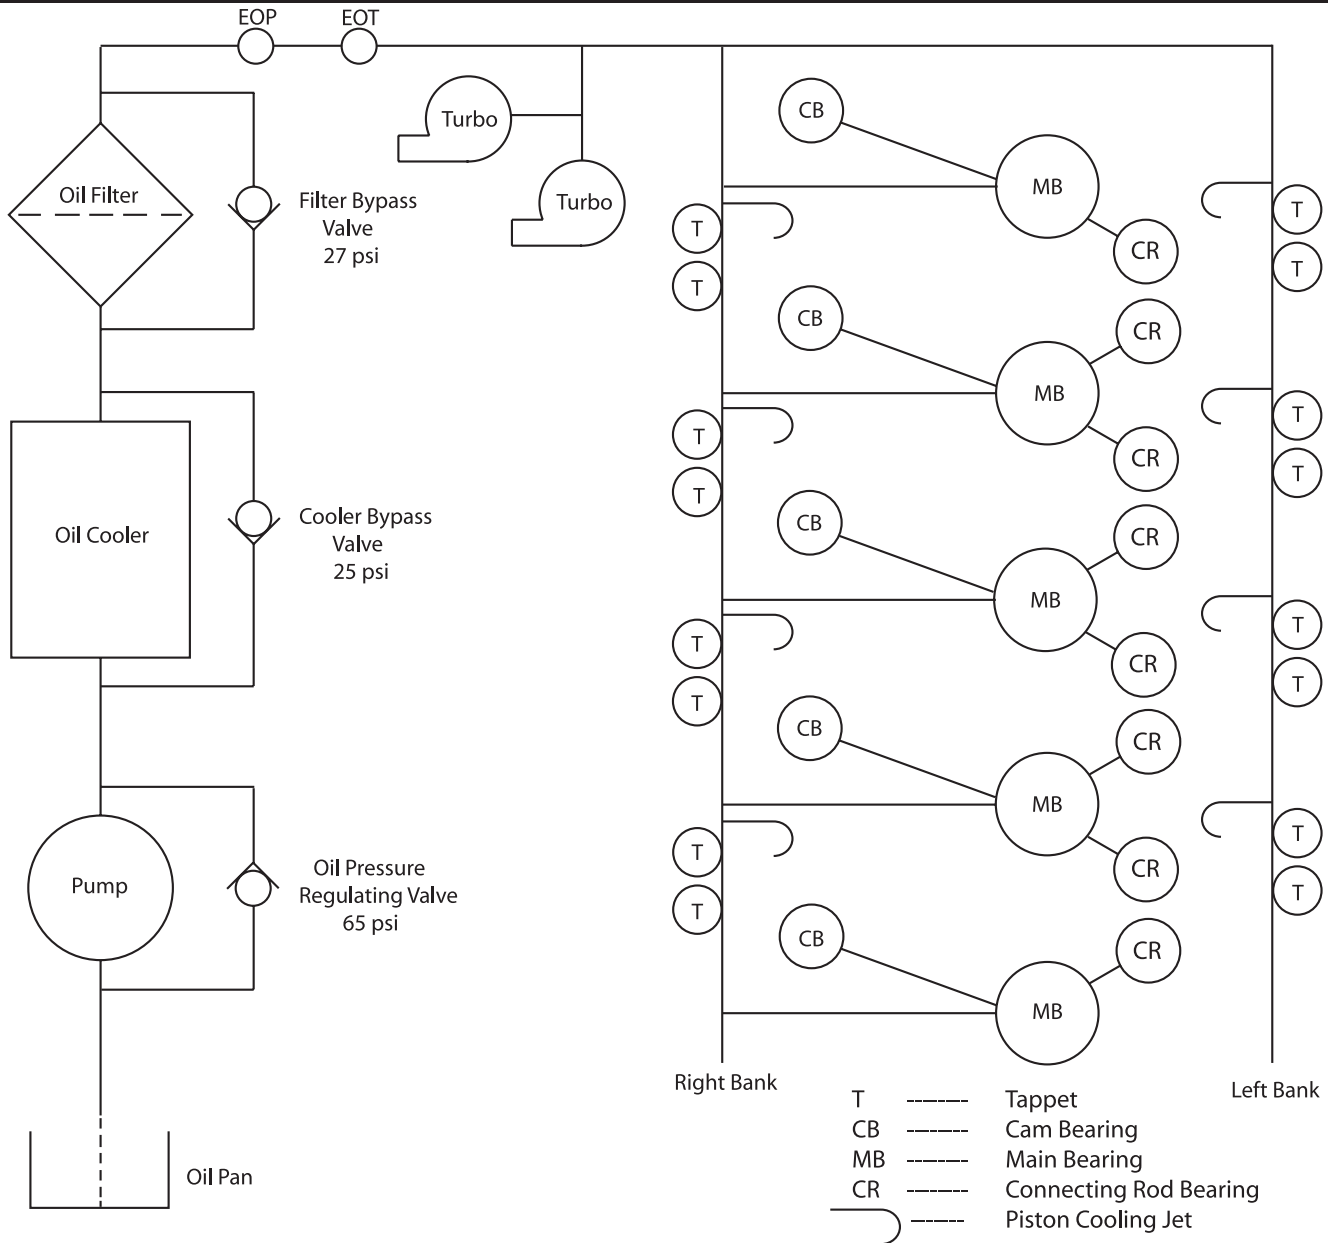 EOP
EOT
Turbo
Turbo
Oil Filter
Filter Bypass
Valve
27 psi
Oil Cooler
Cooler Bypass
Valve
25 psi
Pump
Oil Pressure
Regulating Valve
65 psi
Oil Pan
CB
MB
CR
T
T
T
T
CB
CR
MB
CR
T
T
T
T
CB
CR
MB
CR
T
T
T
T
CB
CR
MB
CR
T
T
T
T
CB
CR
MB
Right Bank
Left Bank
T ------- Tappet
CB ------- Cam Bearing
MB ------- Main Bearing
CR ------- Connecting Rod Bearing
------- Piston Cooling Jet